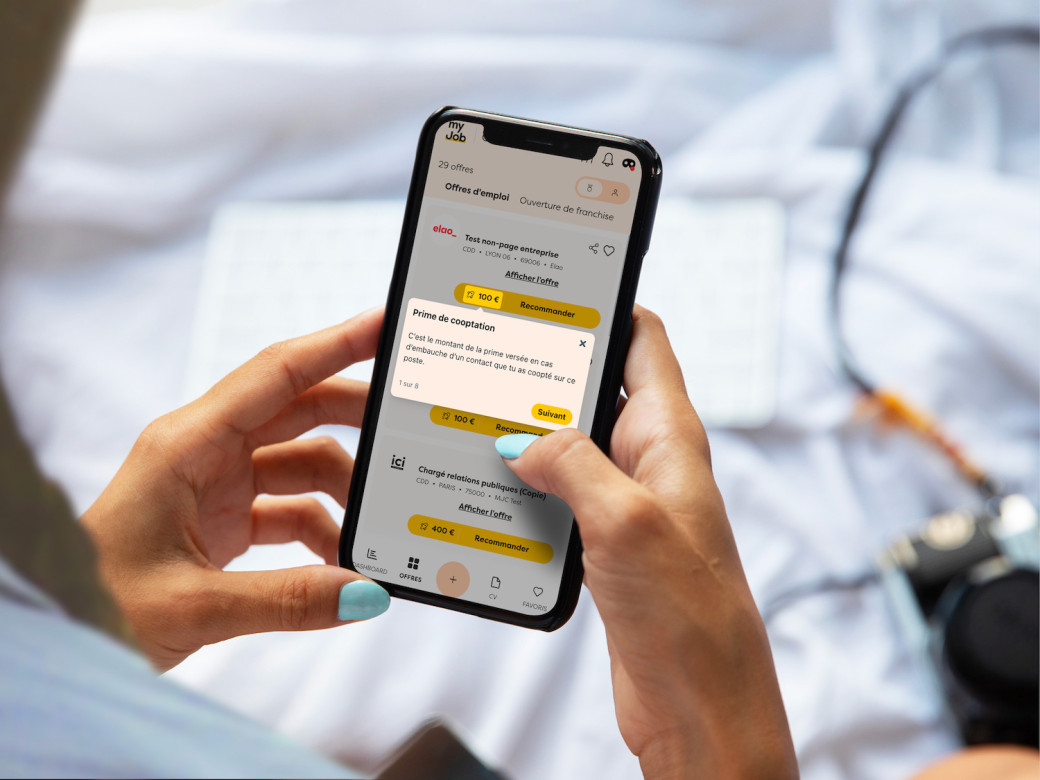 my
Job
29 offres
Offres d'emploi Ouverture de franchise
elao_
Test non-page entreprise
CDD • LYON 06 • 69006 • Elao
Afficher l'offre
100 € Recommander
Prime de cooptation
C'est le montant de la prime versée en cas
d'embauche d'un contact que tu as coopté sur ce
poste.
1 sur 8
Suivant
100 €
ici
Chargé relations publiques (Copie)
CDD • PARIS • 75000 • MJC Test
Afficher l'offre
400 € Recommander
DASHBOARD OFFRES CV FAVORIS